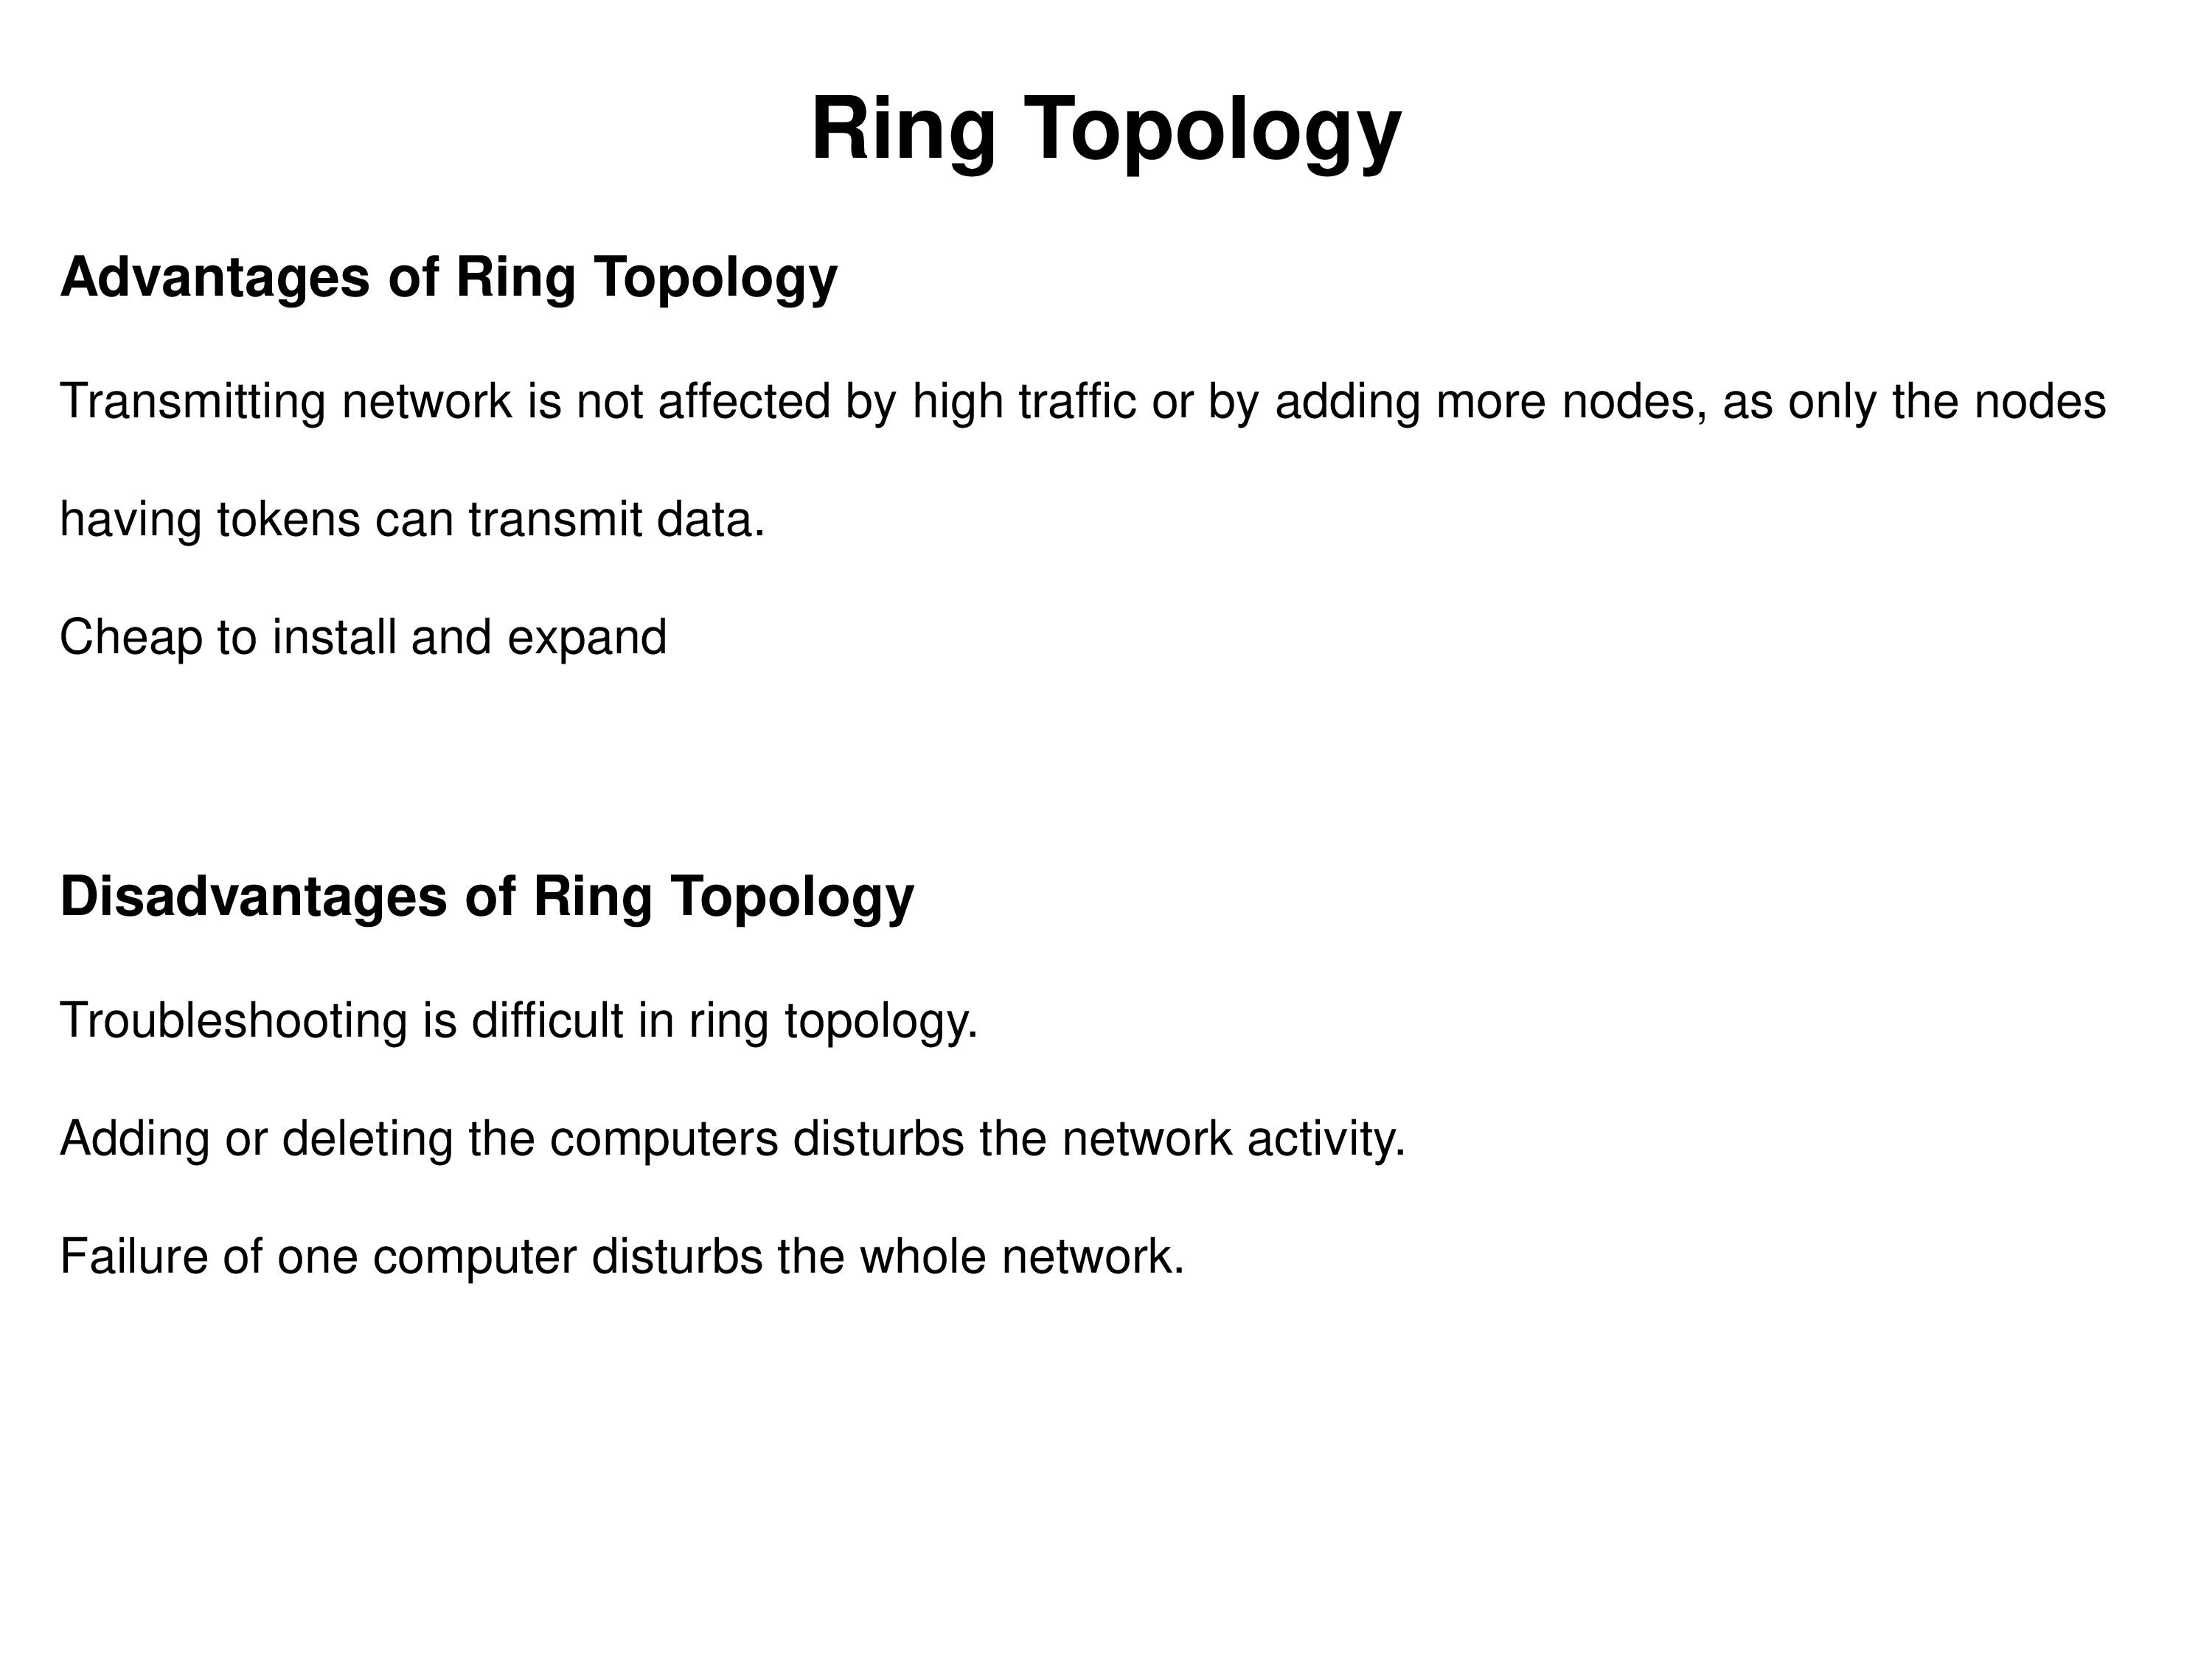 Ring Topology
Advantages of Ring Topology
Transmitting network is not affected by high traffic or by adding more nodes, as only the nodes
having tokens can transmit data.
Cheap to install and expand
Disadvantages of Ring Topology
Troubleshooting is difficult in ring topology.
Adding or deleting the computers disturbs the network activity.
Failure of one computer disturbs the whole network.